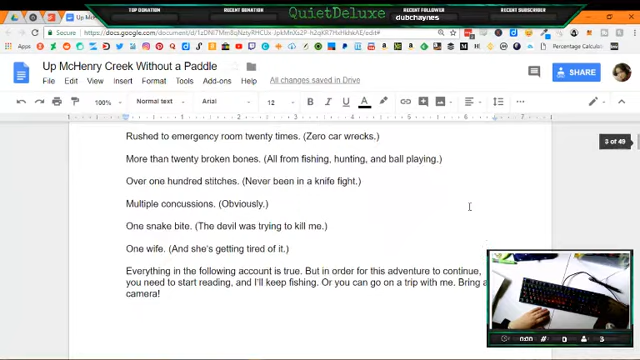 TOP DONATION
RECENT DONATION
QuietDeluxe
RECENT FOLLOWER
dubchaynes
RECENT SUBSCRIBER
Up McHenry Creek Without a Paddle
File Edit View Insert Format Tools Table Add-ons Help All changes saved in Drive
SHARE
100% Normal text Arial 12 B I U A
Rushed to emergency room twenty times. (Zero car wrecks.)
3 of 49
More than twenty broken bones. (All from fishing, hunting, and ball playing.)
Over one hundred stitches. (Never been in a knife fight.)
Multiple concussions. (Obviously.)
One snake bite. (The devil was trying to kill me.)
One wife. (And she's getting tired of it.)
Everything in the following account is true. But in order for this adventure to continue,
you need to start reading, and I'll keep fishing. Or you can go on a trip with me. Bring a
camera!
0:00 # 0 3